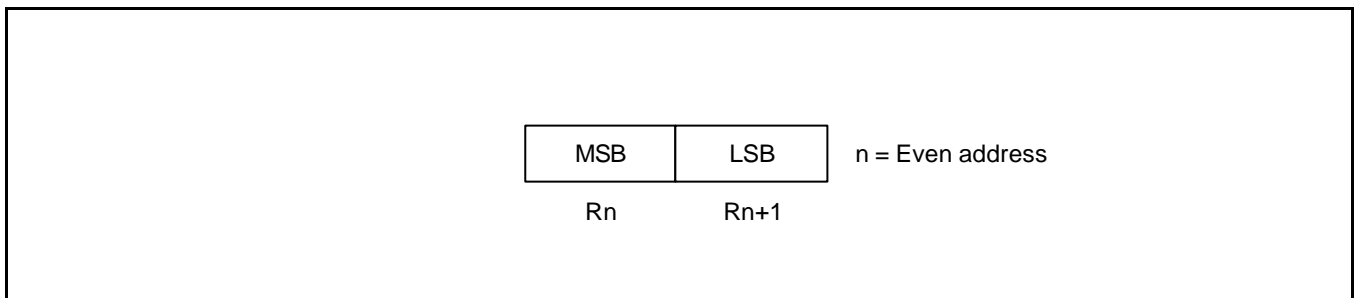 MSB LSB n = Even address
Rn Rn+1